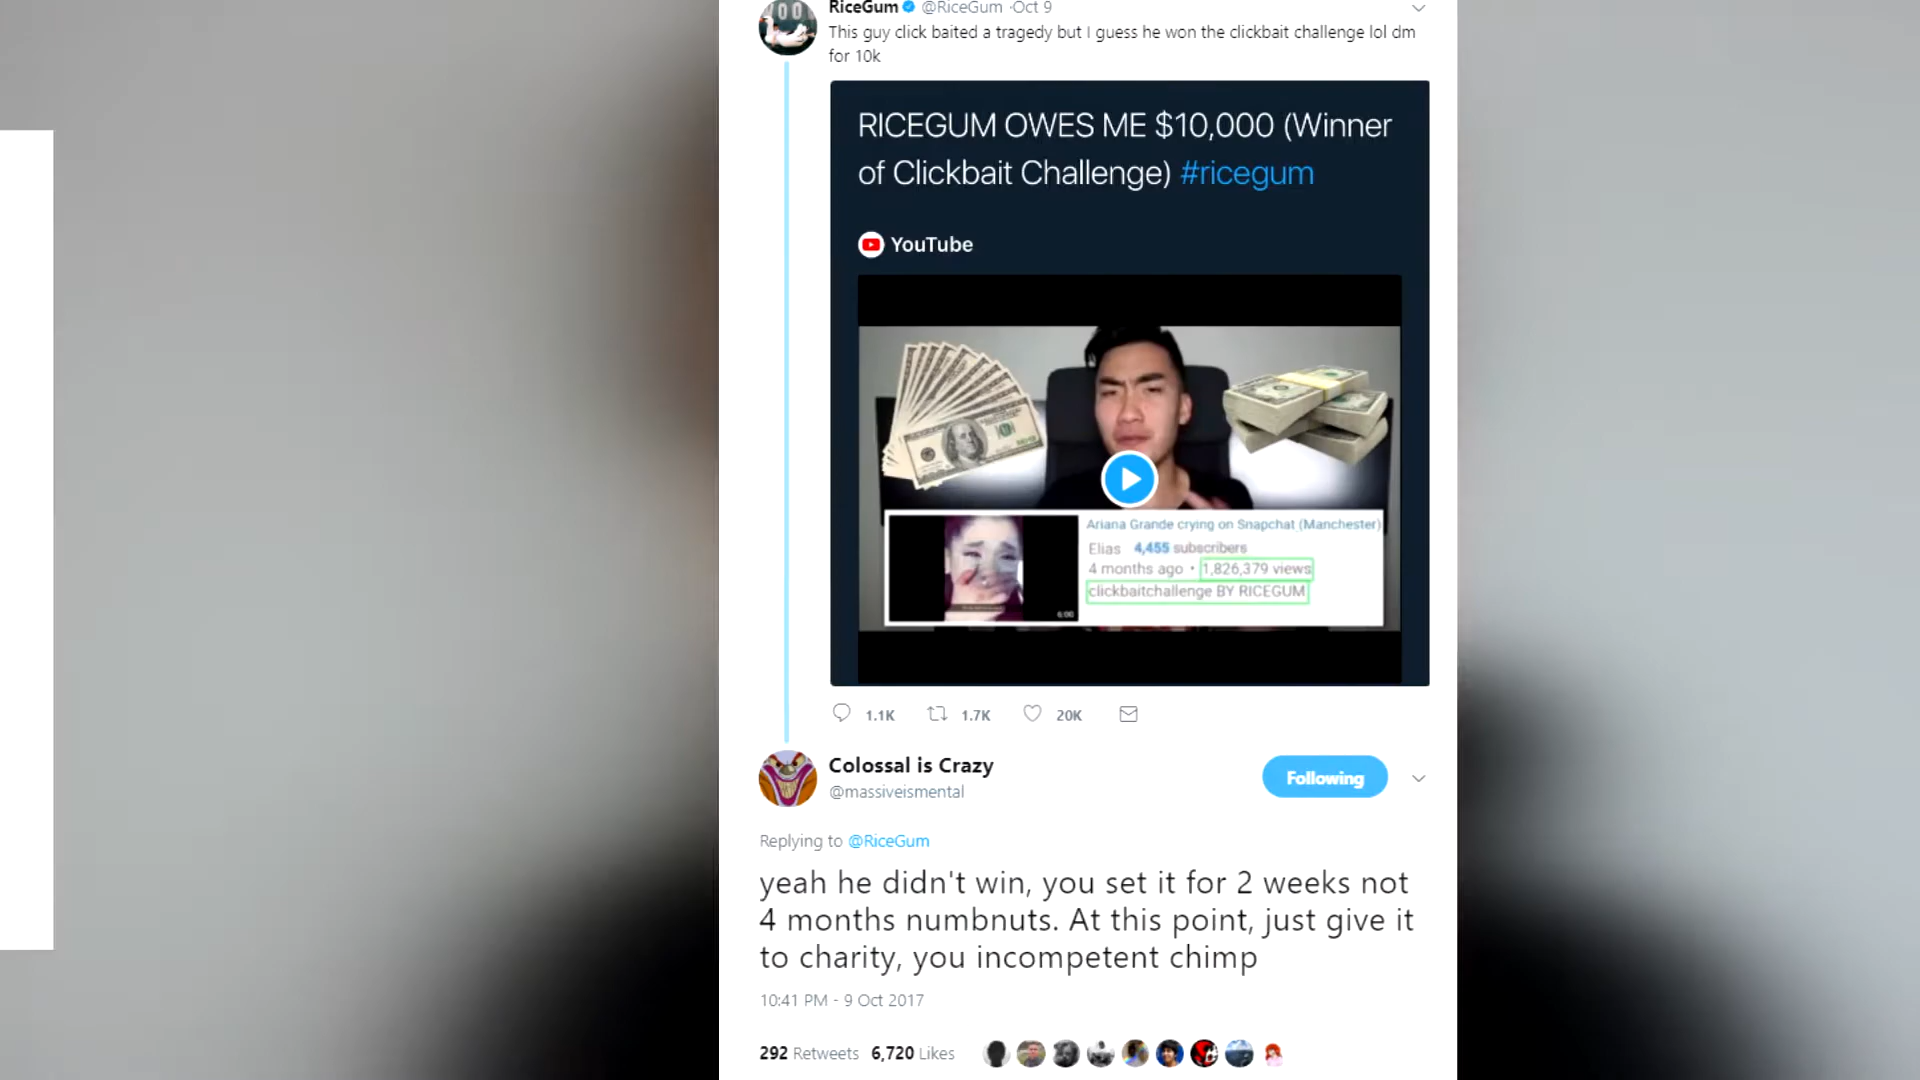 RiceGum @RiceGum · Oct 9
This guy click baited a tragedy but I guess he won the clickbait challenge lol dm
for 10k
RICEGUM OWES ME $10,000 (Winner
of Clickbait Challenge) #ricegum
YouTube
Ariana Grande crying on Snapchat (Manchester)
Elias 4,455 subscribers
4 months ago • 1,826,379 views
clickbaitchallenge BY RICEGUM
6:00
1.1K 1.7K 20K
Colossal is Crazy
@massiveismental
Following
Replying to @RiceGum
yeah he didn't win, you set it for 2 weeks not
4 months numbnuts. At this point, just give it
to charity, you incompetent chimp
10:41 PM - 9 Oct 2017
292 Retweets 6,720 Likes